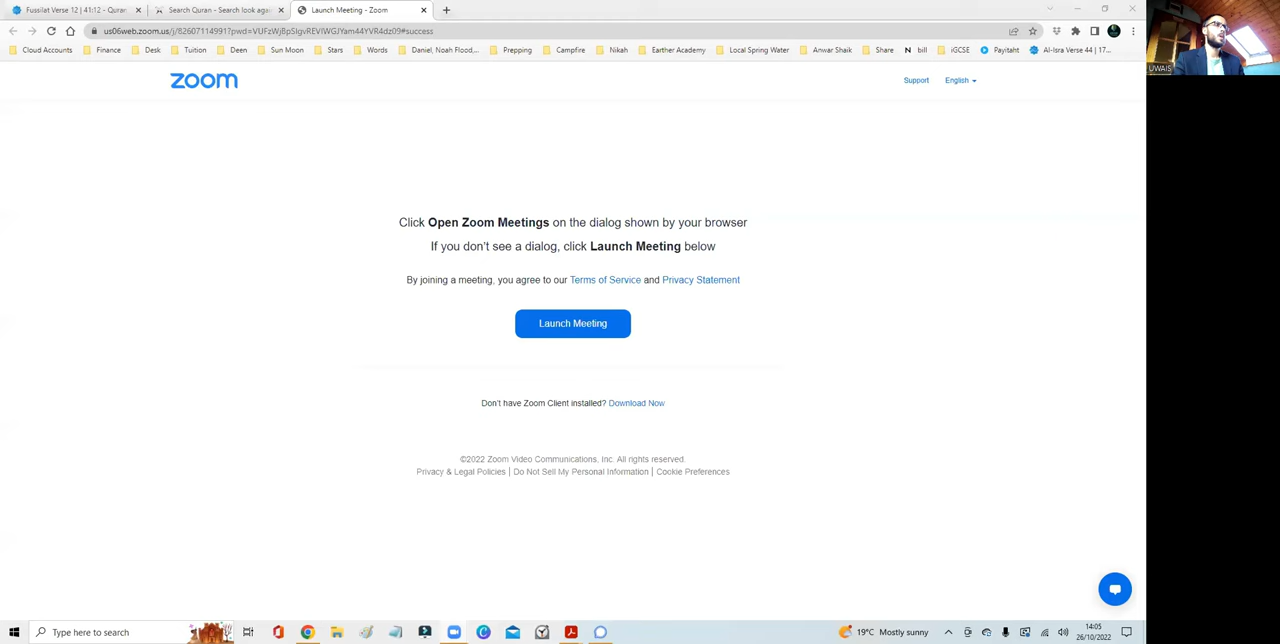 Fussilat Verse 12 | 41:12 - Quran
Search Quran - Search look aga
Launch Meeting - Zoom
us06web.zoom.us/j/82607114991?pwd=VUFzWjBpSlgvREVIWGJYam44YVR4dz09#success
Cloud Accounts
Finance
Desk
Tuition
Deen
Sun Moon
Stars
Words
Daniel, Noah Flood,...
Prepping
Campfire
Nikah
Earther Academy
Local Spring Water
Anwar Shaik
Share
N bill
iGCSE
Payitaht
Al-Isra Verse 44 | 17...
UWAIS
zoom
Support
English
Click Open Zoom Meetings on the dialog shown by your browser
If you don't see a dialog, click Launch Meeting below
By joining a meeting, you agree to our Terms of Service and Privacy Statement
Launch Meeting
Don't have Zoom Client installed? Download Now
©2022 Zoom Video Communications, Inc. All rights reserved.
Privacy & Legal Policies | Do Not Sell My Personal Information | Cookie Preferences
Type here to search
19°C Mostly sunny
14:05
26/10/2022